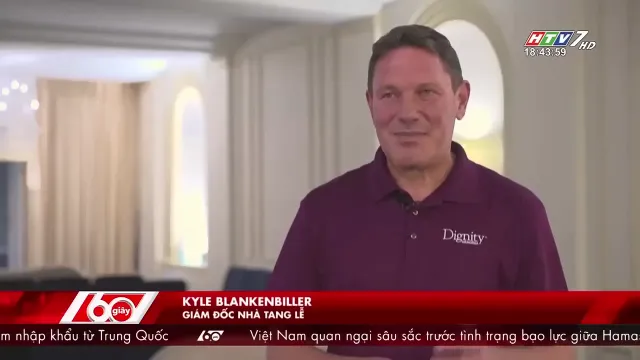 HTV7 HD
18:43:59
Dignity
60 giây
KYLE BLANKENBILLER
GIÁM ĐỐC NHÀ TANG LỄ
m nhập khẩu từ Trung Quốc 60 giây Việt Nam quan ngại sâu sắc trước tình trạng bạo lực giữa Hama